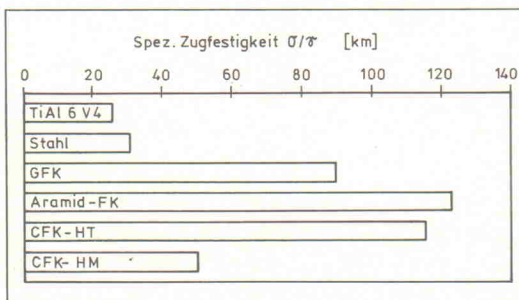 Spez. Zugfestigkeit σ/γ [km]
0 20 40 60 80 100 120 140
TiAl 6 V4
Stahl
GFK
Aramid-FK
CFK-HT
CFK-HM